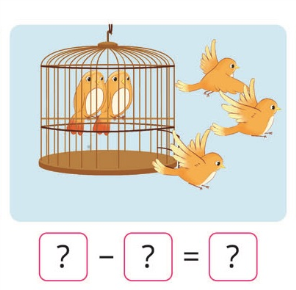 ? - ? = ?